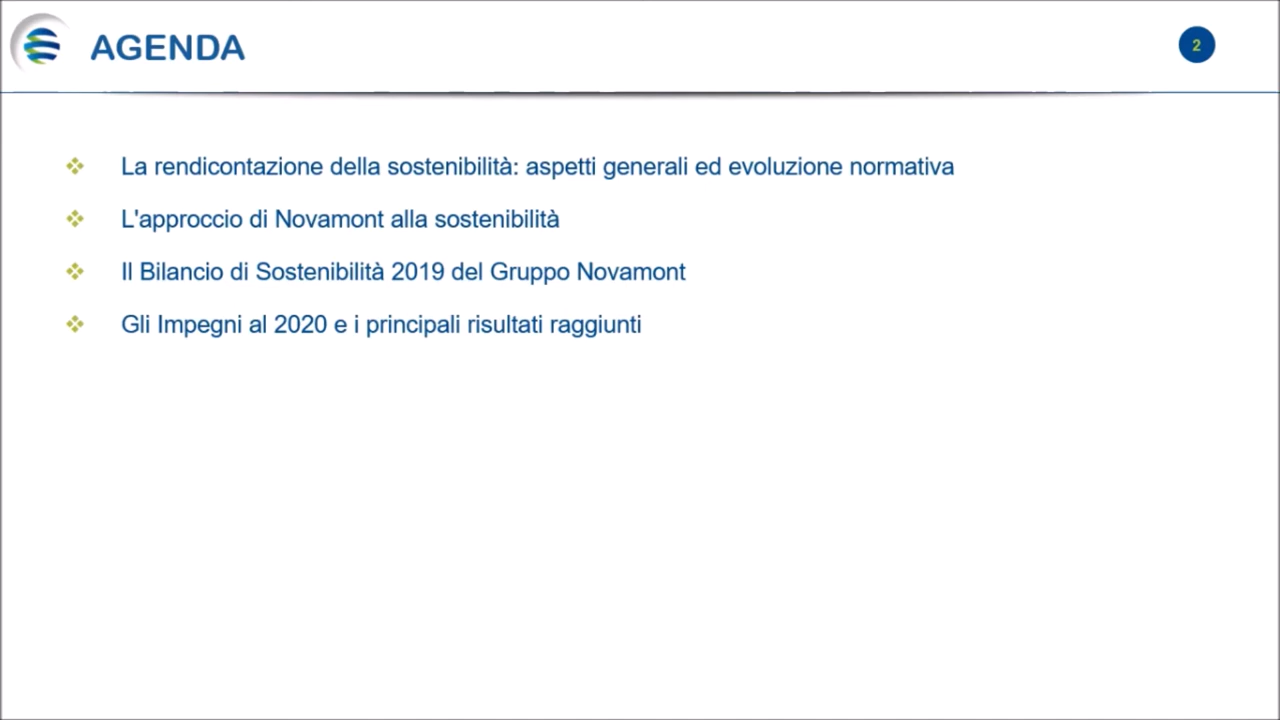 AGENDA
2
La rendicontazione della sostenibilità: aspetti generali ed evoluzione normativa
L'approccio di Novamont alla sostenibilità
Il Bilancio di Sostenibilità 2019 del Gruppo Novamont
Gli Impegni al 2020 e i principali risultati raggiunti